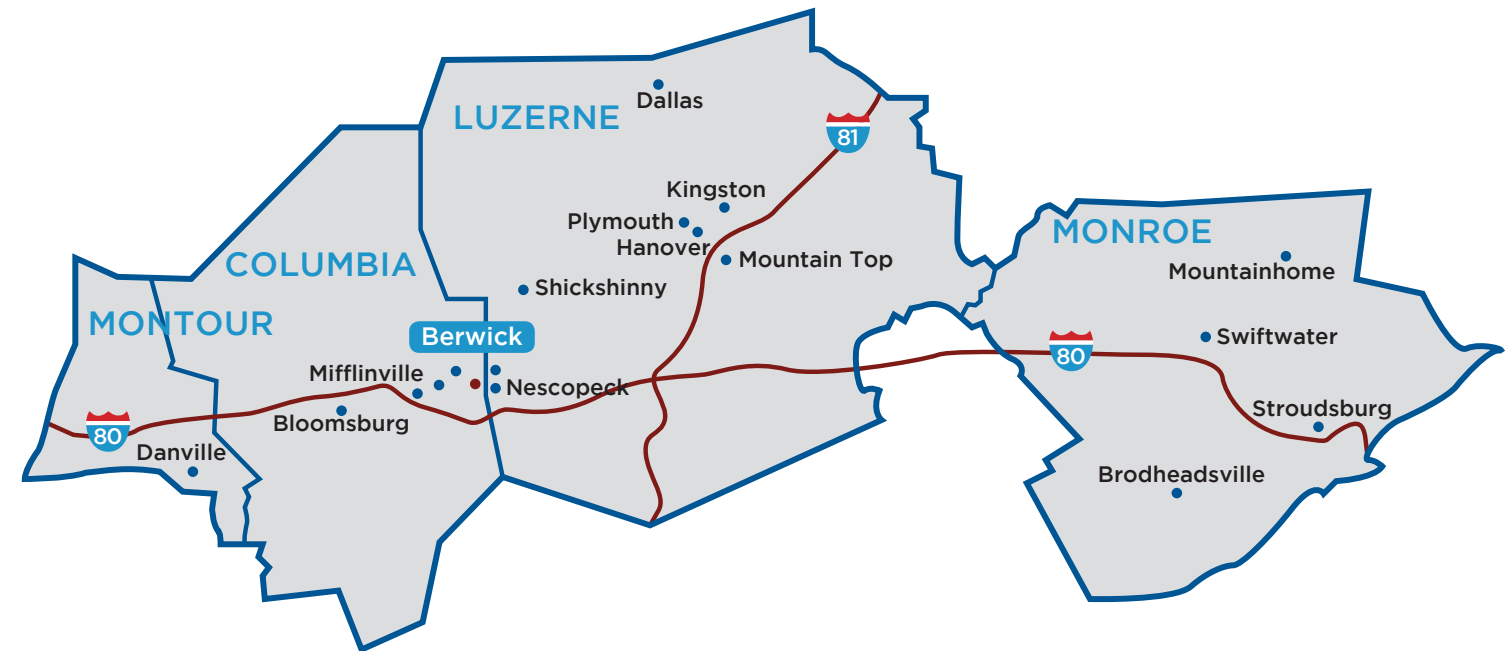 Dallas
LUZERNE
81
Kingston
Plymouth
Hanover
MONROE
COLUMBIA
Mountain Top
Mountainhome
Shickshinny
MONTOUR
Berwick
Swiftwater
80
Mifflinville
Nescopeck
Stroudsburg
Bloomsburg
80
Danville
Brodheadsville